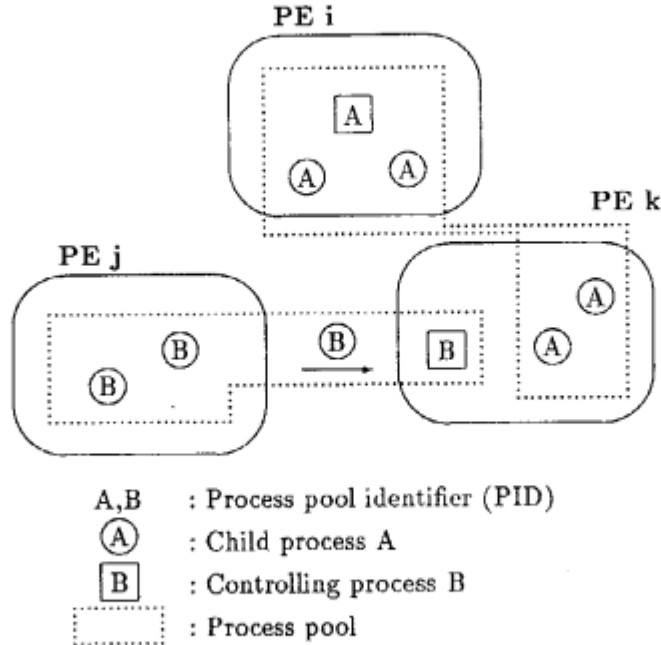 PE i
A
A A
PE k
PE j
A
B B B A
B
A,B : Process pool identifier (PID)
A : Child process A
B : Controlling process B
: Process pool